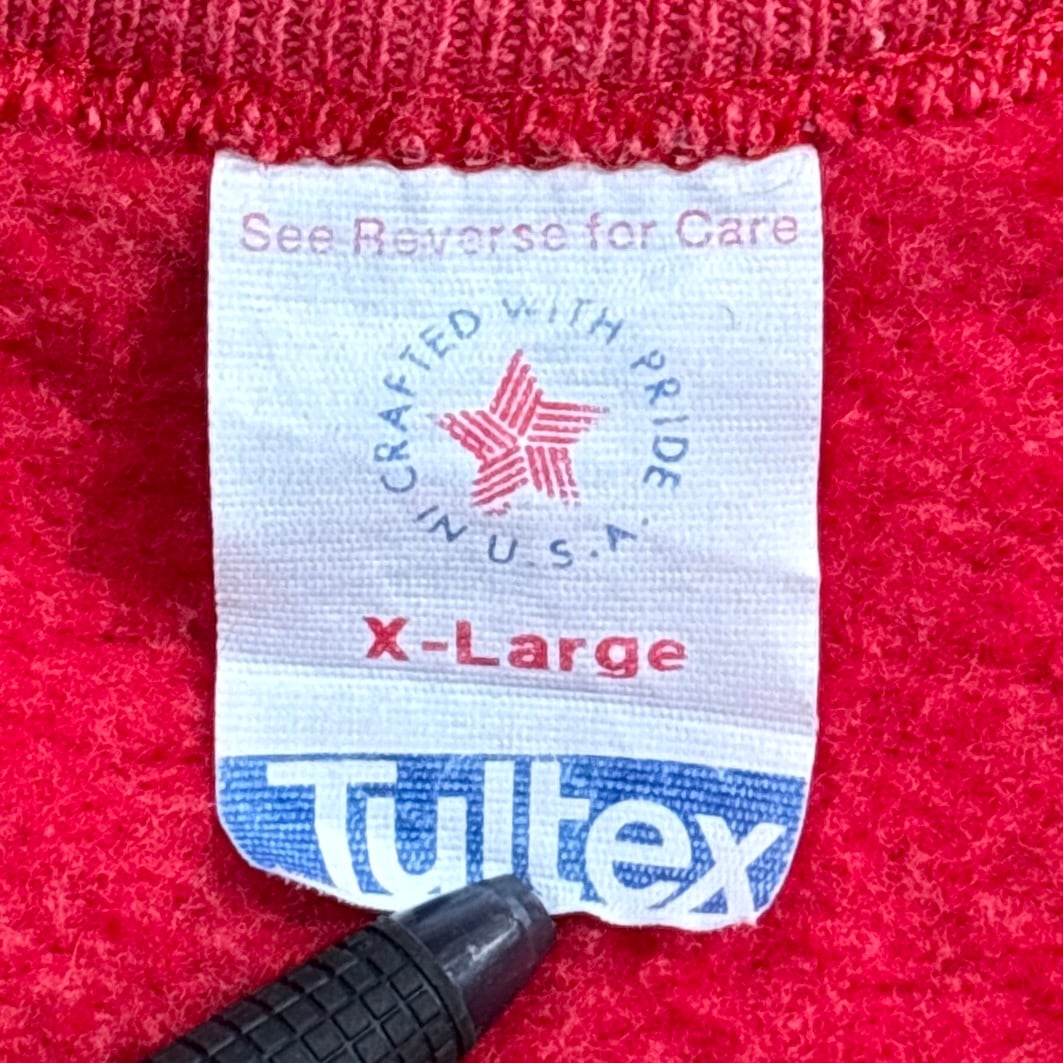 See Reverse for Care
CRAFTED WITH PRIDE
IN U.S.A.
X-Large
Tultex